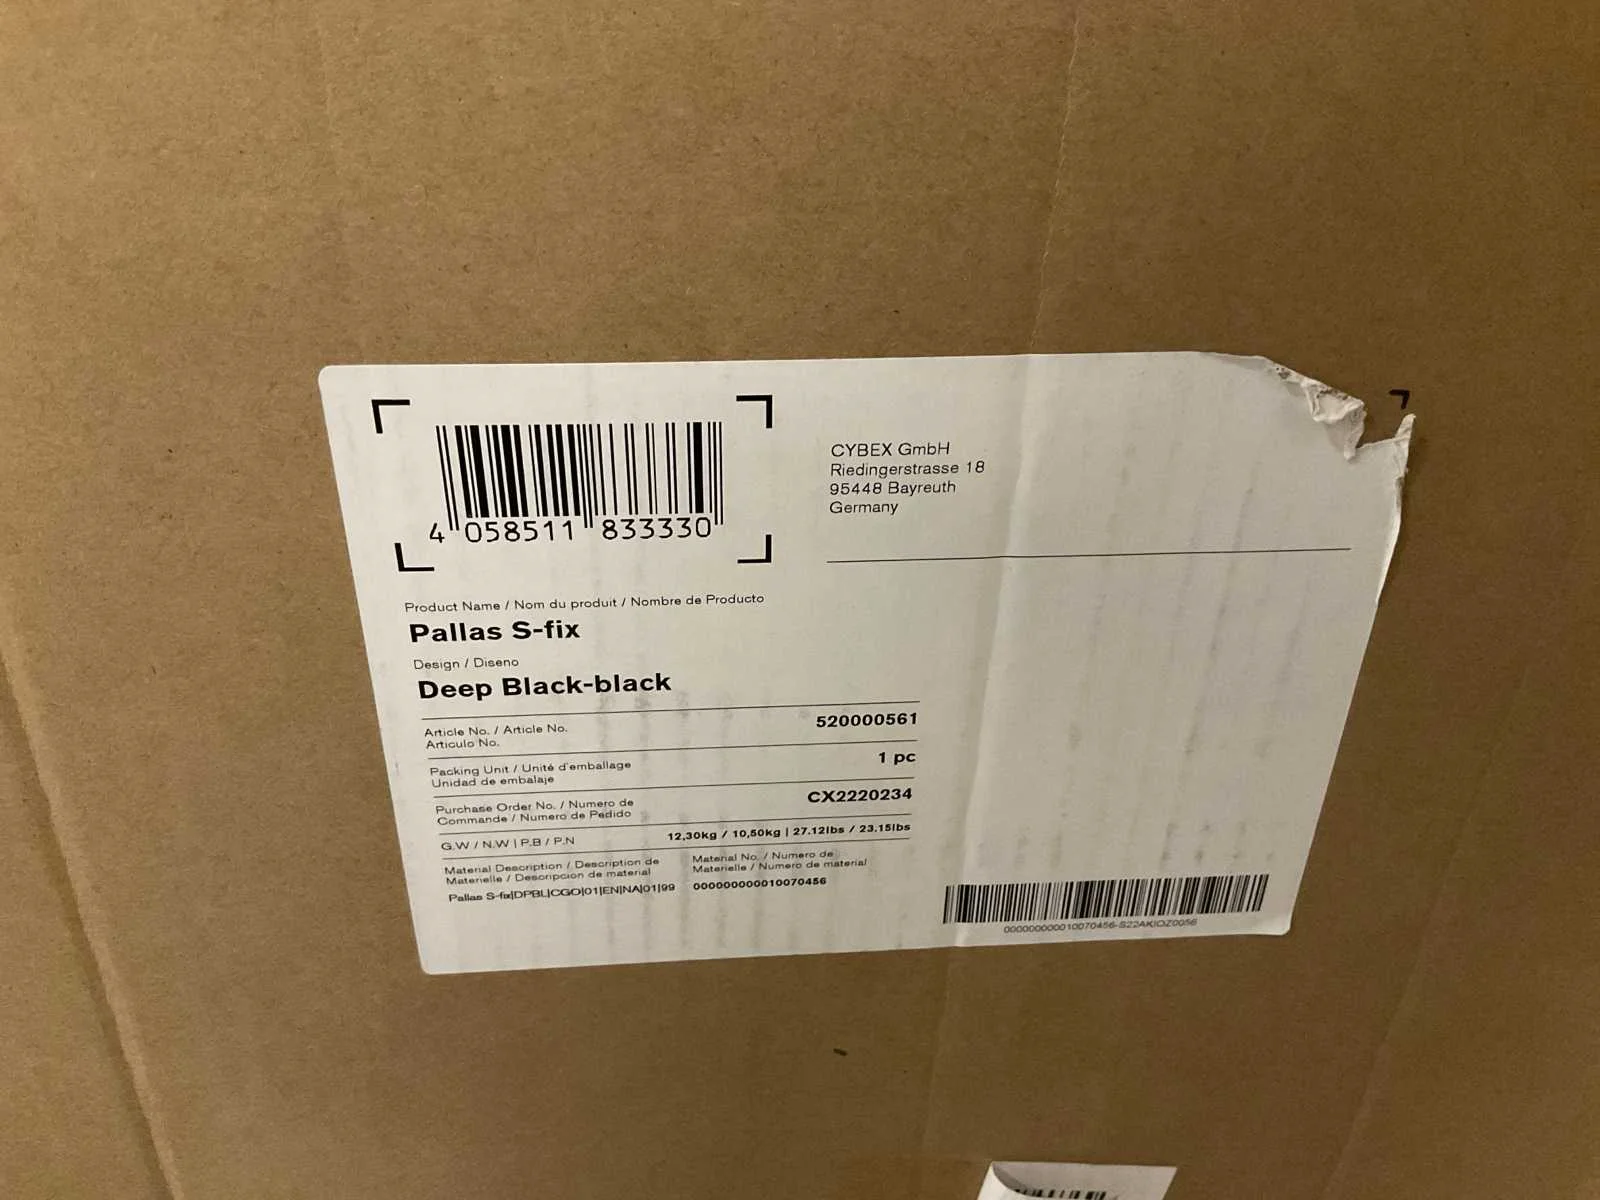 4 058511 833330
CYBEX GmbH
Riedingerstrasse 18
95448 Bayreuth
Germany
Product Name / Nom du produit / Nombre de Producto
Pallas S-fix
Design / Diseno
Deep Black-black
Article No. / Article No.
Articulo No.
520000561
Packing Unit / Unité d'emballage
Unidad de embalaje
1 pc
Purchase Order No. / Numero de
Commande / Numero de Pedido
CX2220234
G.W / N.W | P.B / P.N
12,30kg / 10,50kg | 27.12lbs / 23.15lbs
Material Description / Description de
Materielle / Descripcion de material
Pallas S-fix|DPBL|CGO|01|EN|NA|01|99
Material No. / Numero de
Materielle / Numero de material
000000000010070456
000000000010070456-S22AKIOZ0056